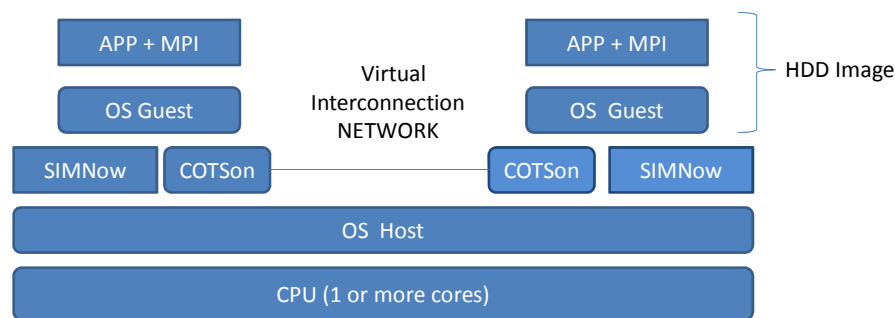 APP + MPI
APP + MPI
HDD Image
Virtual
Interconnection
NETWORK
OS Guest
OS Guest
SIMNow
COTSon
COTSon
SIMNow
OS Host
CPU (1 or more cores)